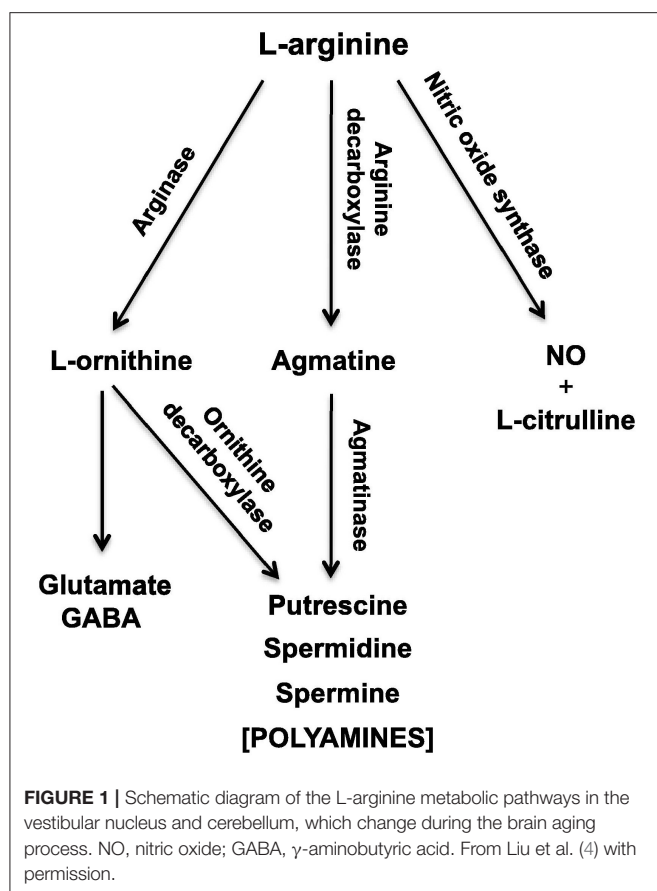 L-arginine
Arginase
Arginine
decarboxylase
Nitric oxide synthase
L-ornithine
Agmatine
NO
+
L-citrulline
Ornithine
decarboxylase
Agmatinase
Glutamate
GABA
Putrescine
Spermidine
Spermine
[POLYAMINES]
FIGURE 1 | Schematic diagram of the L-arginine metabolic pathways in the
vestibular nucleus and cerebellum, which change during the brain aging
process. NO, nitric oxide; GABA, γ-aminobutyric acid. From Liu et al. (4) with
permission.